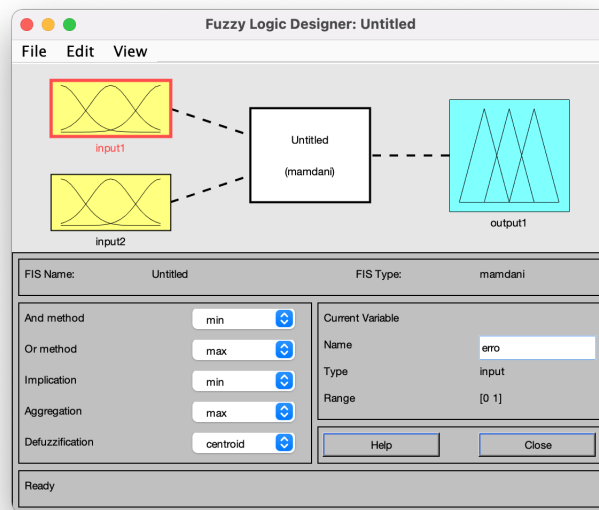 Fuzzy Logic Designer: Untitled
File Edit View
input1
input2
Untitled
(mamdani)
output1
FIS Name: Untitled FIS Type: mamdani
And method min
Or method max
Implication min
Aggregation max
Defuzzification centroid
Current Variable
Name erro
Type input
Range [0 1]
Help Close
Ready